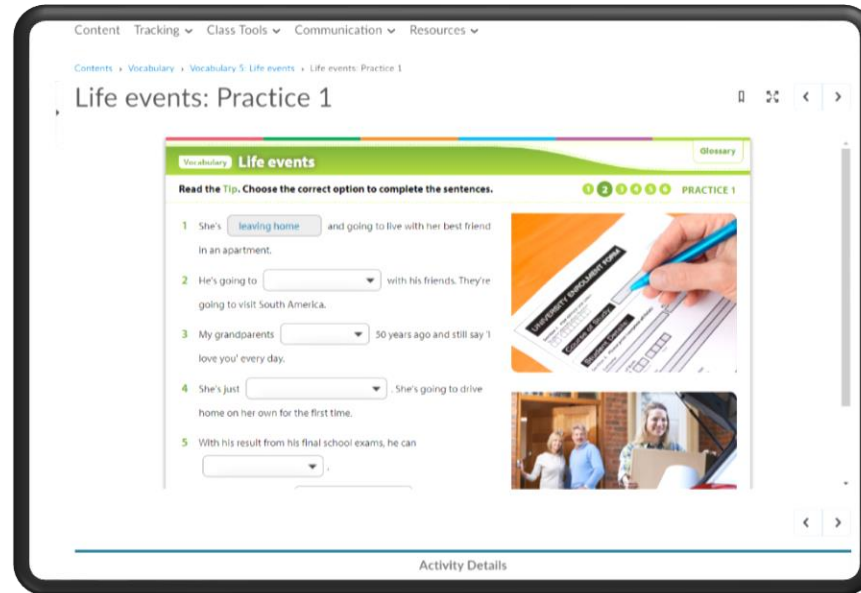 Content Tracking Class Tools Communication Resources
Contents › Vocabulary › Vocabulary 5: Life events › Life events: Practice 1
Life events: Practice 1
Glossary
Vocabulary Life events
Read the Tip. Choose the correct option to complete the sentences.
1 2 3 4 5 6 PRACTICE 1
1 She's leaving home and going to live with her best friend
in an apartment.
2 He's going to with his friends. They're
going to visit South America.
3 My grandparents 50 years ago and still say 'I
love you' every day.
4 She's just . She's going to drive
home on her own for the first time.
5 With his result from his final school exams, he can
.
UNIVERSITY ENROLMENT FORM
Course of Study
Student Details
Activity Details